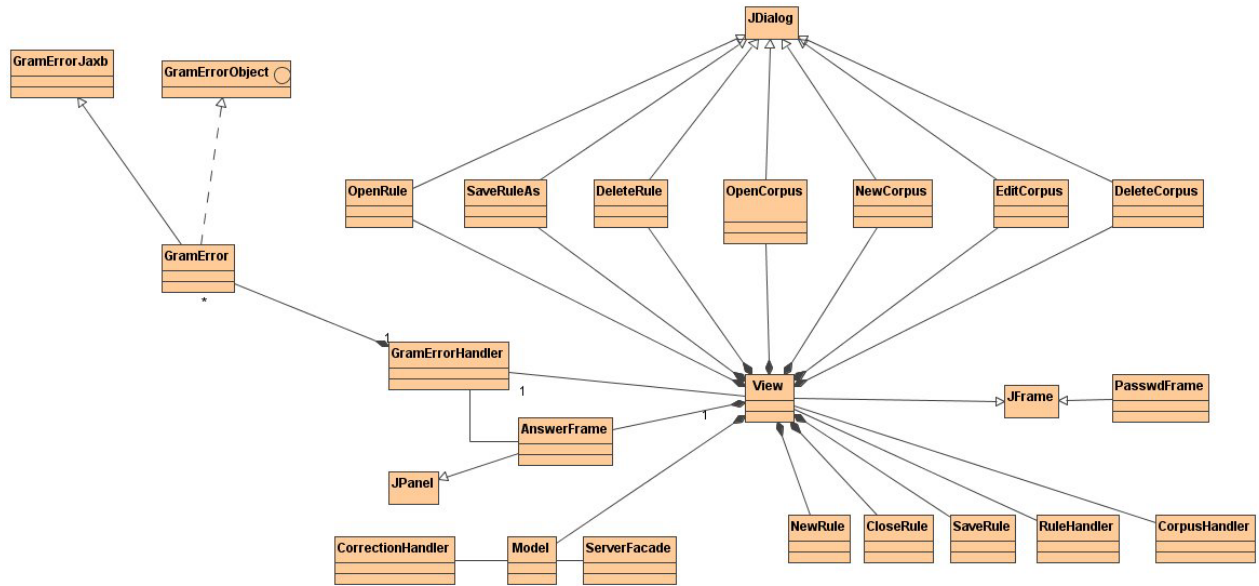 JDialog
GramErrorJaxb
GramErrorObject
OpenRule
SaveRuleAs
DeleteRule
OpenCorpus
NewCorpus
EditCorpus
DeleteCorpus
GramError
*
1
GramErrorHandler
1
View
JFrame
PasswdFrame
1
AnswerFrame
JPanel
NewRule
CloseRule
SaveRule
RuleHandler
CorpusHandler
CorrectionHandler
Model
ServerFacade